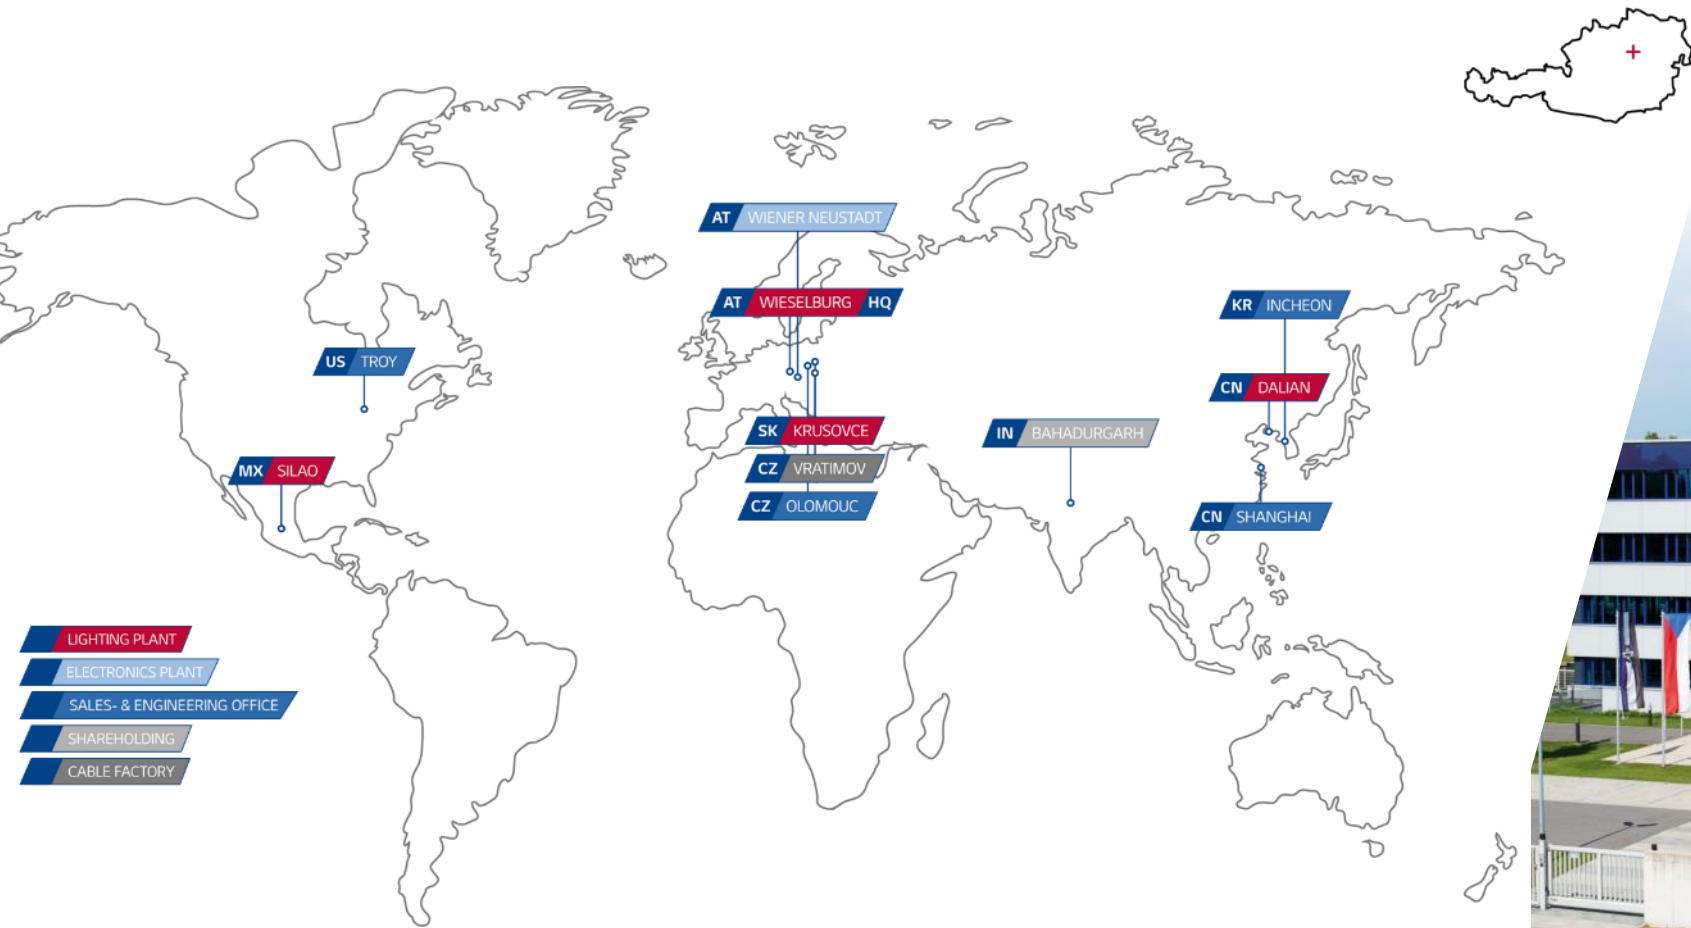 AT WIENER NEUSTADT
AT WIESELBURG HQ
KR INCEON
US TROY
CN DALIAN
SK KRUSOVCE
IN BAHADURGARH
MX SILAO
CZ VRATIMOV
CZ OLOMOUC
CN SHANGHAI
LIGHTING PLANT
ELECTRONICS PLANT
SALES- & ENGINEERING OFFICE
SHAREHOLDING
CABLE FACTORY